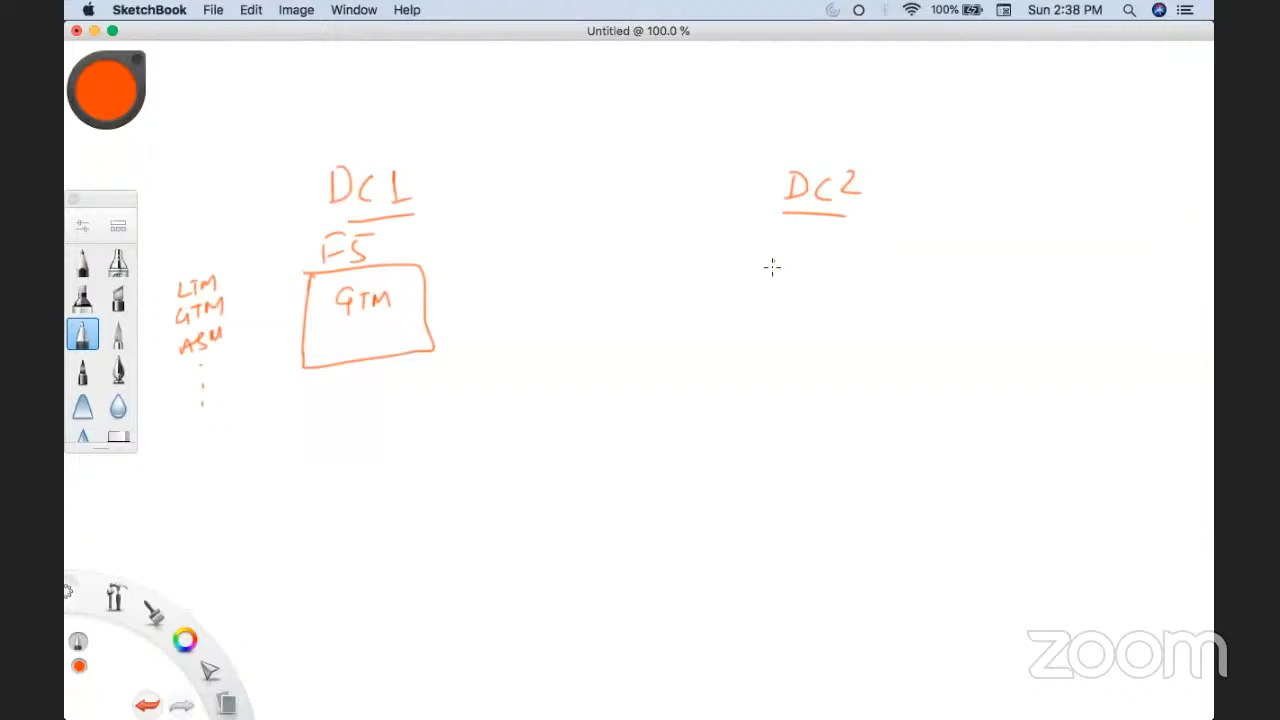 SketchBook File Edit Image Window Help 100% Sun 2:38 PM
Untitled @ 100.0 %
DC1 DC2
F5
GTM
LTM
GTM
ASM
zoom